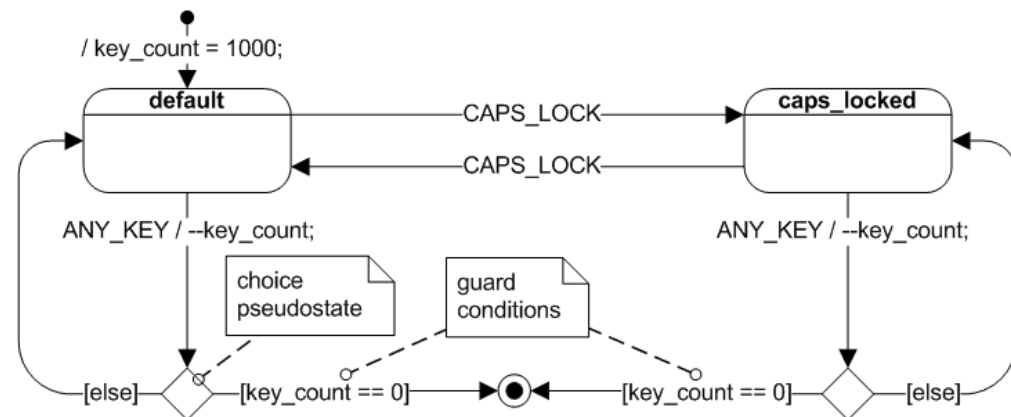 / key_count = 1000;
default
caps_locked
CAPS_LOCK
CAPS_LOCK
ANY_KEY / --key_count;
ANY_KEY / --key_count;
choice
pseudostate
guard
conditions
[else]
[key_count == 0]
[key_count == 0]
[else]